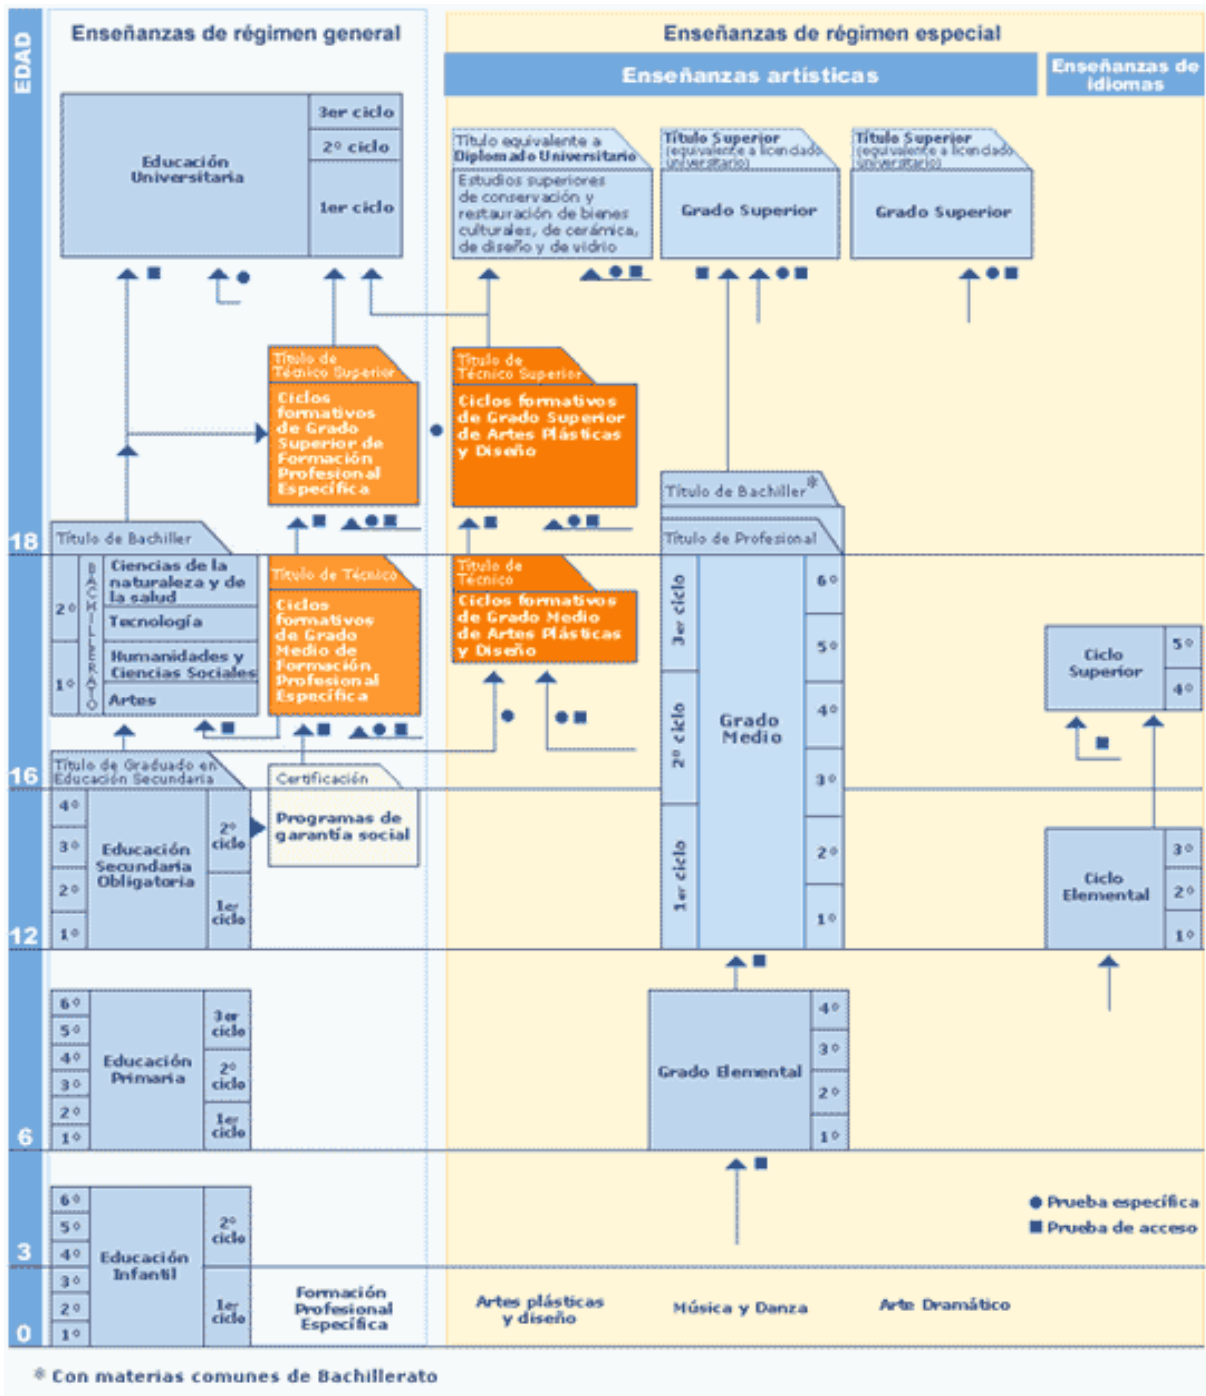 EDAD
Enseñanzas de régimen general
Enseñanzas de régimen especial
Enseñanzas artísticas
Enseñanzas de
idiomas
Educación
Universitaria
3er ciclo
2º ciclo
1er ciclo
Título equivalente a
Diplomado Universitario
Estudios superiores
de conservación y
restauración de bienes
culturales, de cerámica,
de diseño y de vidrio
Título Superior
(equivalente a licenciado
universitario)
Grado Superior
Título Superior
(equivalente a licenciado
universitario)
Grado Superior
Título de
Técnico Superior
Ciclos
formativos
de Grado
Superior de
Formación
Profesional
Específica
Título de
Técnico Superior
Ciclos formativos
de Grado Superior
de Artes Plásticas
y Diseño
Título de Bachiller*
Título de Profesional
18
Título de Bachiller
BACHILLERATO
2º
1º
Ciencias de la
naturaleza y de
la salud
Tecnología
Humanidades y
Ciencias Sociales
Artes
Título de Técnico
Ciclos
formativos
de Grado
Medio de
Formación
Profesional
Específica
Título de
Técnico
Ciclos formativos
de Grado Medio
de Artes Plásticas
y Diseño
3er ciclo
2º ciclo
1er ciclo
Grado
Medio
6º
5º
4º
3º
2º
1º
Ciclo
Superior
5º
4º
16
Título de Graduado en
Educación Secundaria
4º
3º
2º
1º
Educación
Secundaria
Obligatoria
2º
ciclo
1er
ciclo
Certificación
Programas de
garantía social
Ciclo
Elemental
3º
2º
1º
12
6º
5º
4º
3º
2º
1º
Educación
Primaria
3er
ciclo
2º
ciclo
1er
ciclo
Grado Elemental
4º
3º
2º
1º
6
6º
5º
4º
3º
2º
1º
Educación
Infantil
2º
ciclo
1er
ciclo
3
0
Prueba específica
Prueba de acceso
Formación
Profesional
Específica
Artes plásticas
y diseño
Música y Danza
Arte Dramático
* Con materias comunes de Bachillerato